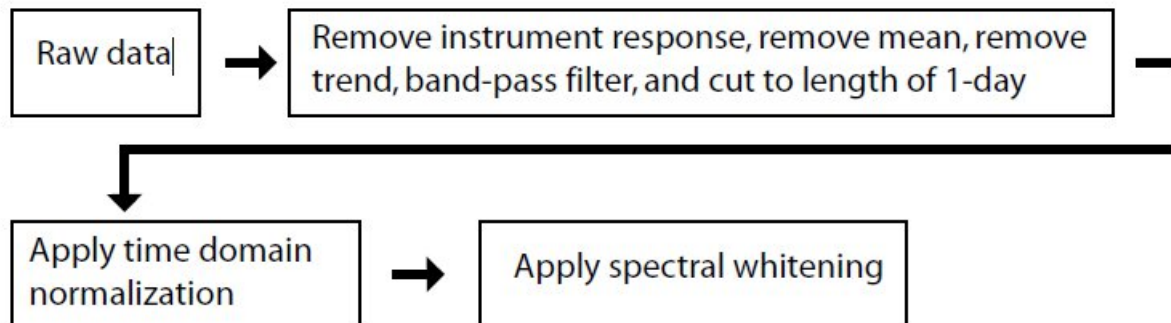 Raw data
Remove instrument response, remove mean, remove
trend, band-pass filter, and cut to length of 1-day
Apply time domain
normalization
Apply spectral whitening